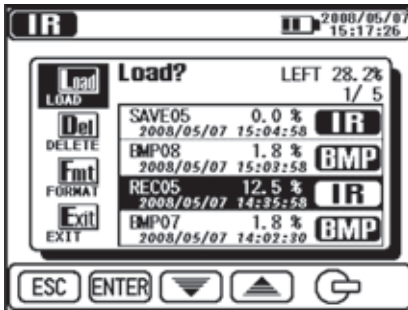 IR 2008/05/07
15:17:26
Load LOAD
Del DELETE
Fmt FORMAT
Exit EXIT
Load? LEFT 28.2%
1/ 5
SAVE05 0.0 % IR
2008/05/07 15:04:58
BMP08 1.8 % BMP
2008/05/07 15:03:58
REC05 12.5 % IR
2008/05/07 14:35:58
BMP07 1.8 % BMP
2008/05/07 14:02:30
ESC ENTER